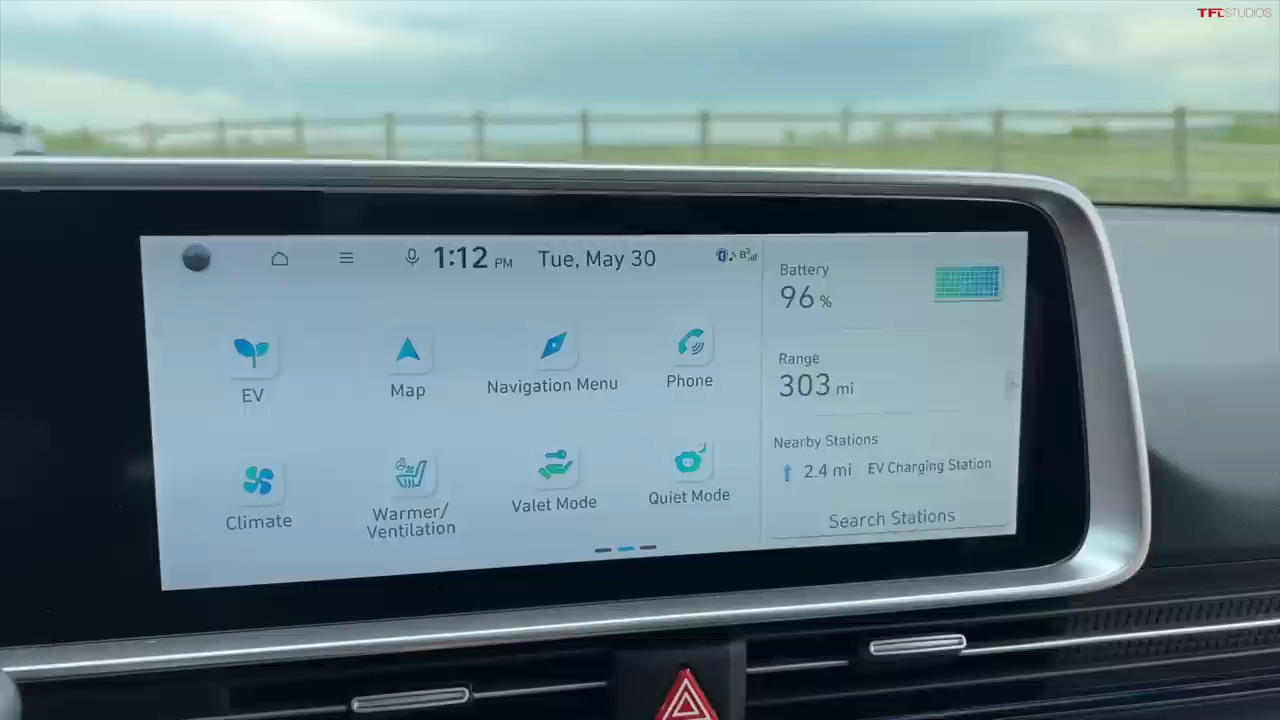 TFLSTUDIOS
1:12 PM Tue, May 30
EV
Map
Navigation Menu
Phone
Climate
Warmer/
Ventilation
Valet Mode
Quiet Mode
Battery
96 %
Range
303 mi
Nearby Stations
2.4 mi EV Charging Station
Search Stations